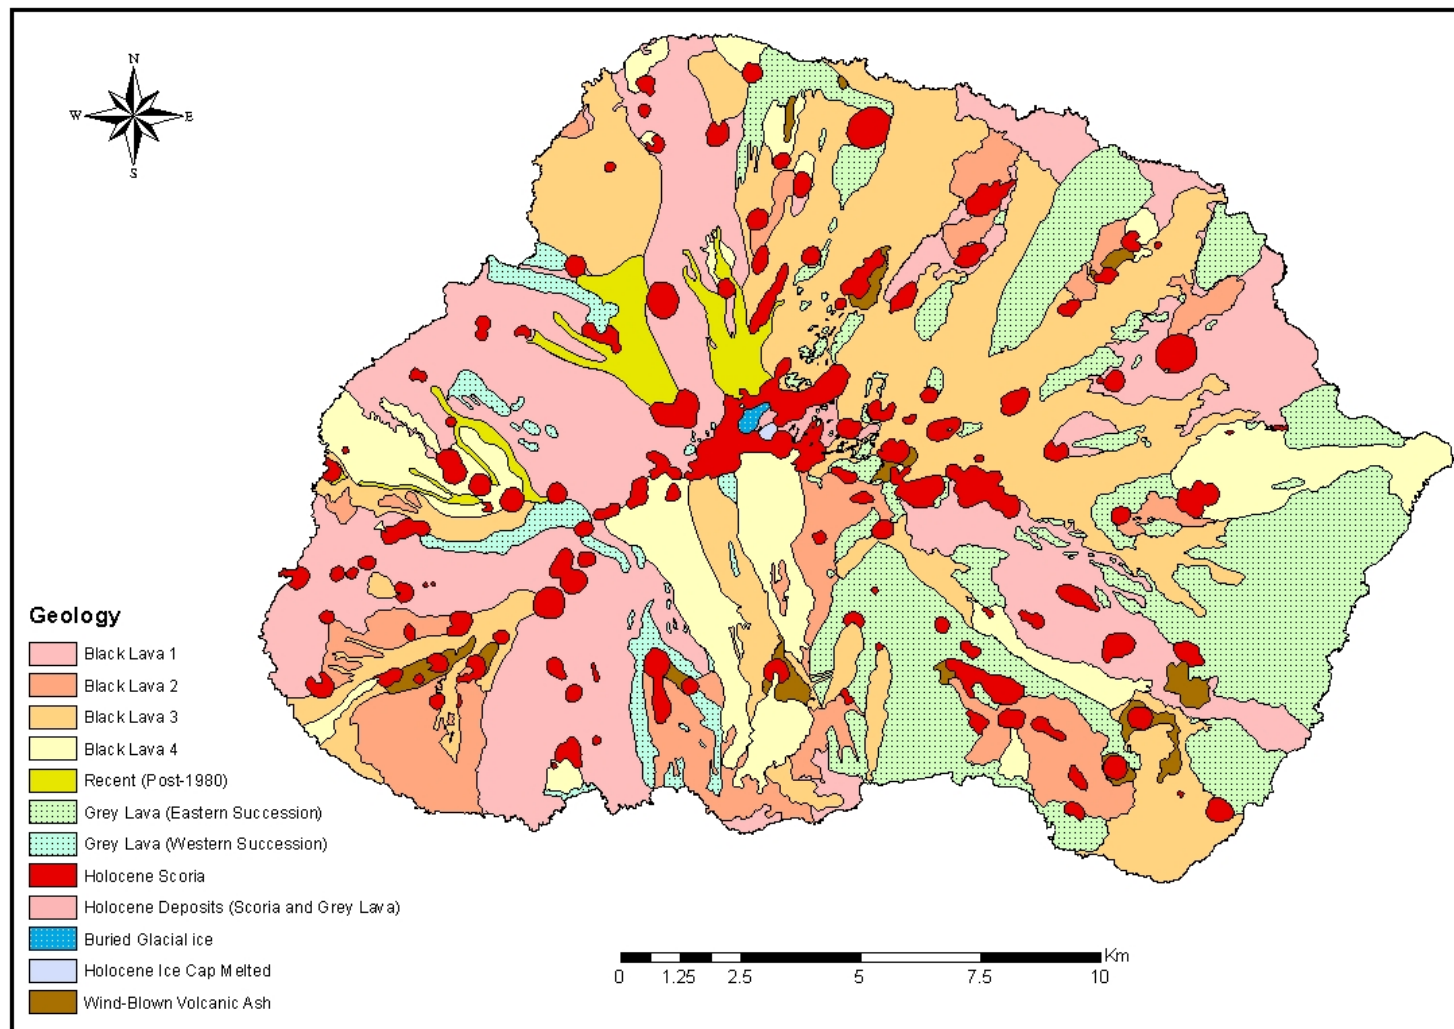 N
W E
S
Geology
Black Lava 1
Black Lava 2
Black Lava 3
Black Lava 4
Recent (Post-1980)
Grey Lava (Eastern Succession)
Grey Lava (Western Succession)
Holocene Scoria
Holocene Deposits (Scoria and Grey Lava)
Buried Glacial ice
Holocene Ice Cap Melted
Wind-Blown Volcanic Ash
Km
0 1.25 2.5 5 7.5 10